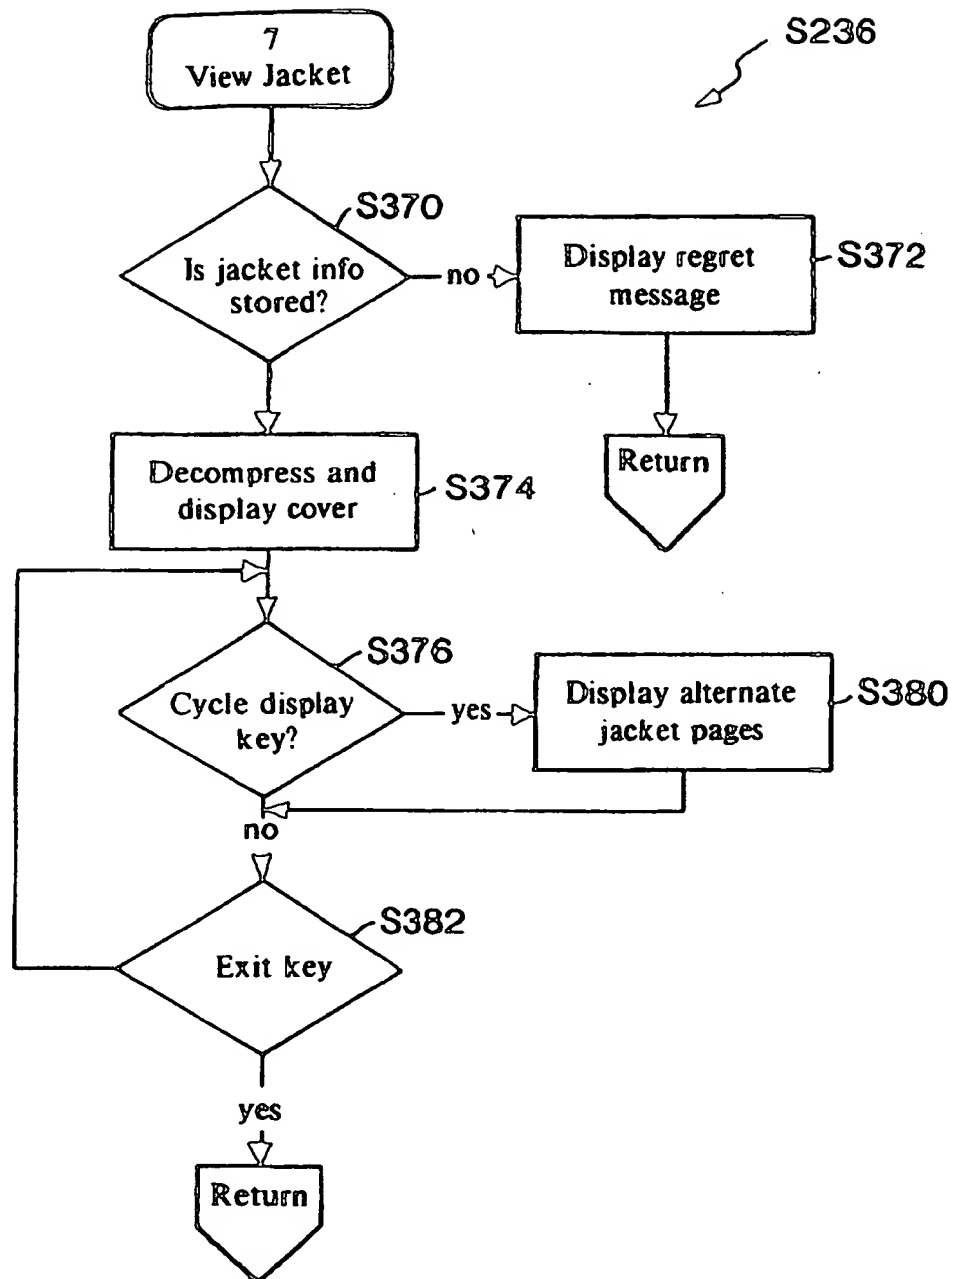 7
View Jacket
S236
S370
Is jacket info
stored?
no
Display regret
message
S372
Return
Decompress and
display cover
S374
S376
Cycle display
key?
yes
Display alternate
jacket pages
S380
no
S382
Exit key
yes
Return